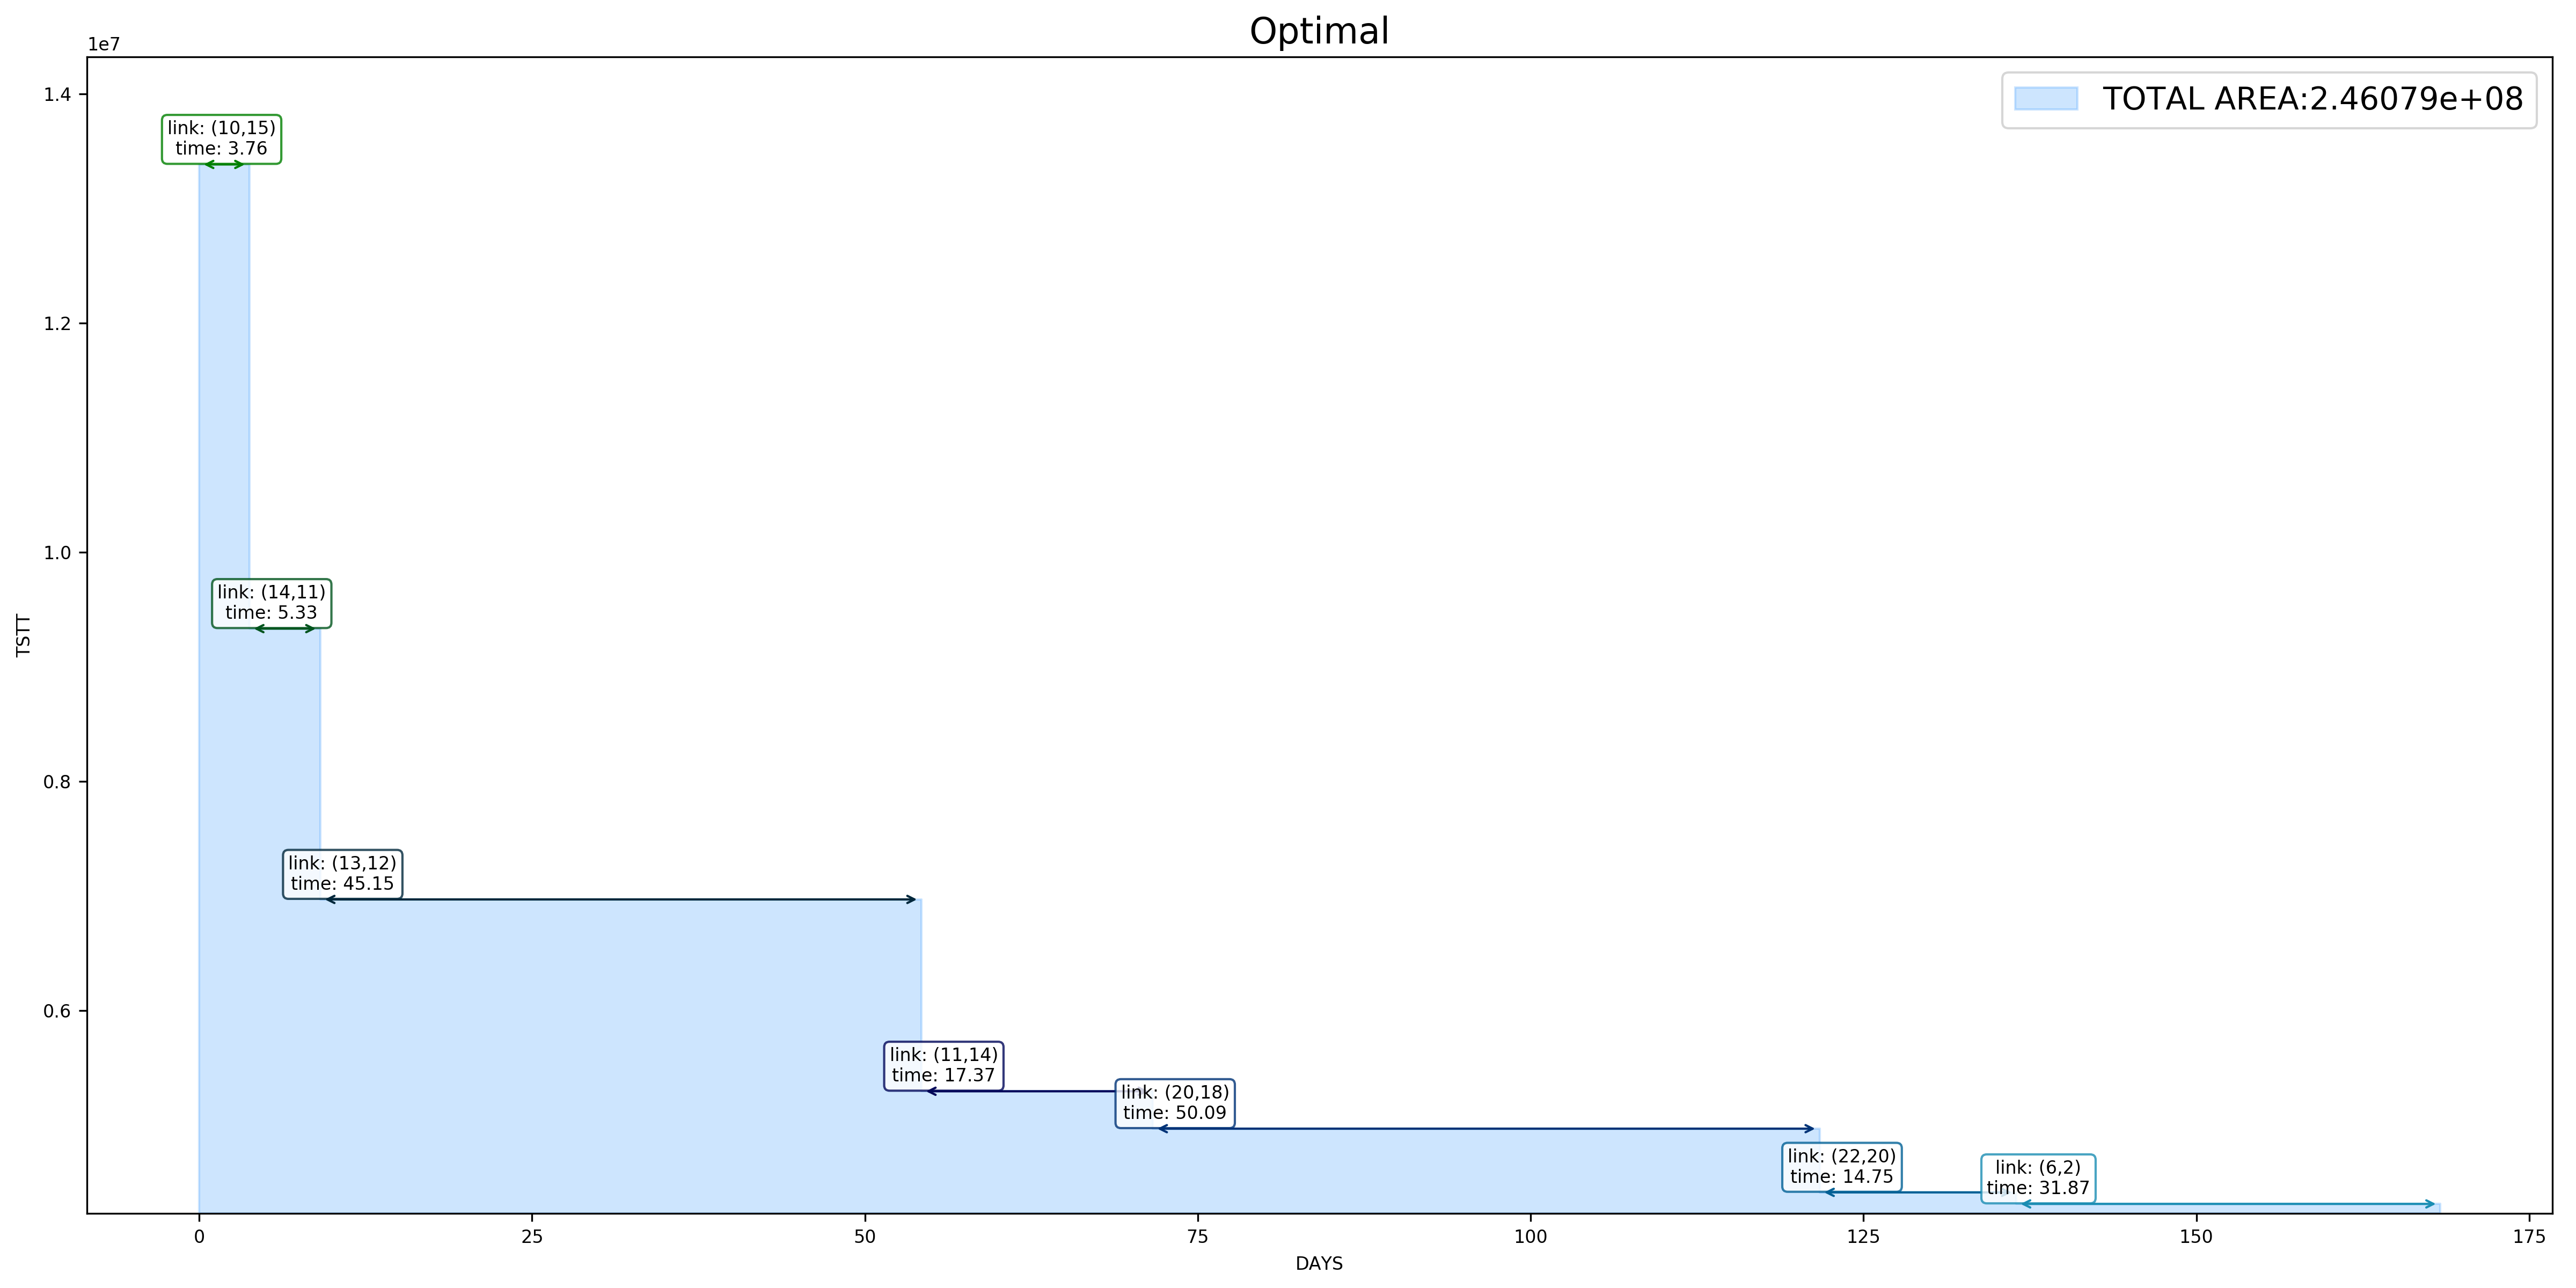 Optimal
1e7
TOTAL AREA:2.46079e+08
1.4
1.2
1.0
0.8
0.6
TSTT
link: (10,15)
time: 3.76
link: (14,11)
time: 5.33
link: (13,12)
time: 45.15
link: (11,14)
time: 17.37
link: (20,18)
time: 50.09
link: (22,20)
time: 14.75
link: (6,2)
time: 31.87
0
25
50
75
100
125
150
175
DAYS